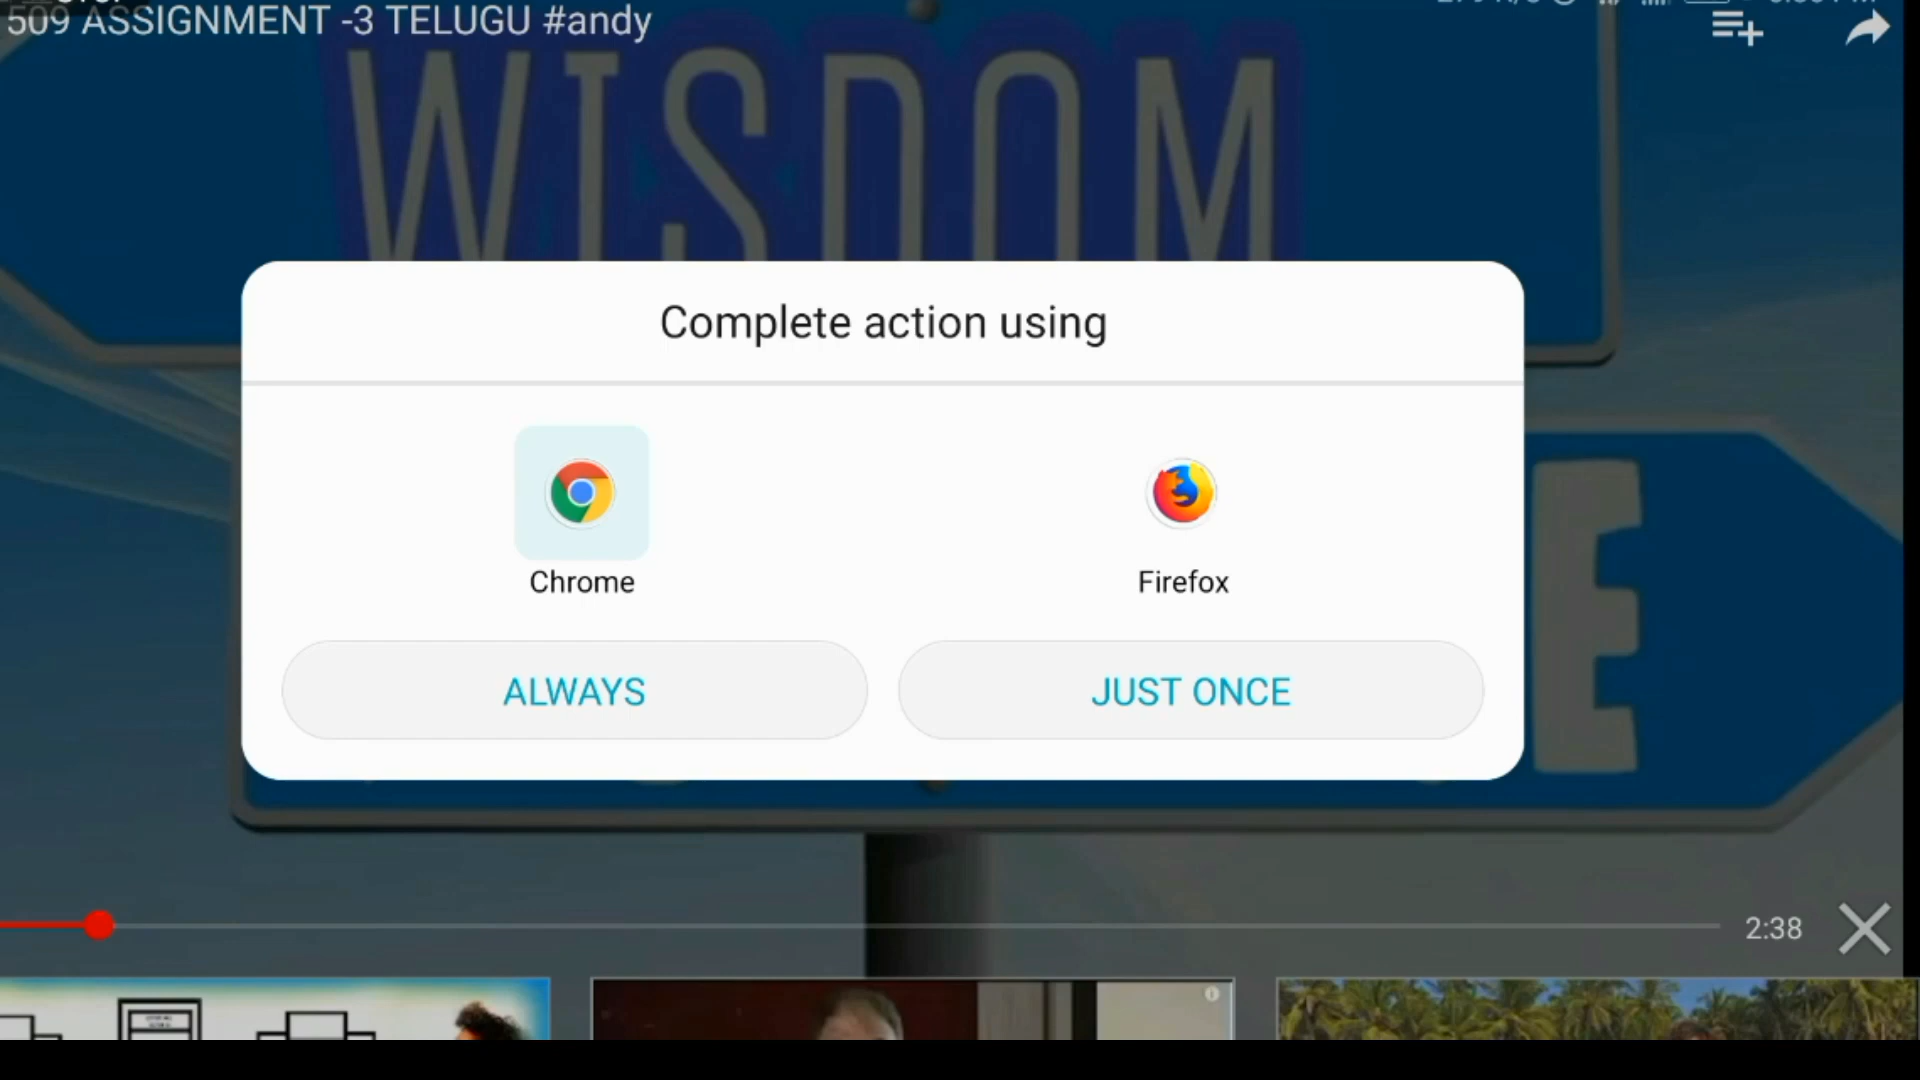 509 ASSIGNMENT -3 TELUGU #andy
WISDOM
Complete action using
Chrome
Firefox
ALWAYS
JUST ONCE
E
2:38